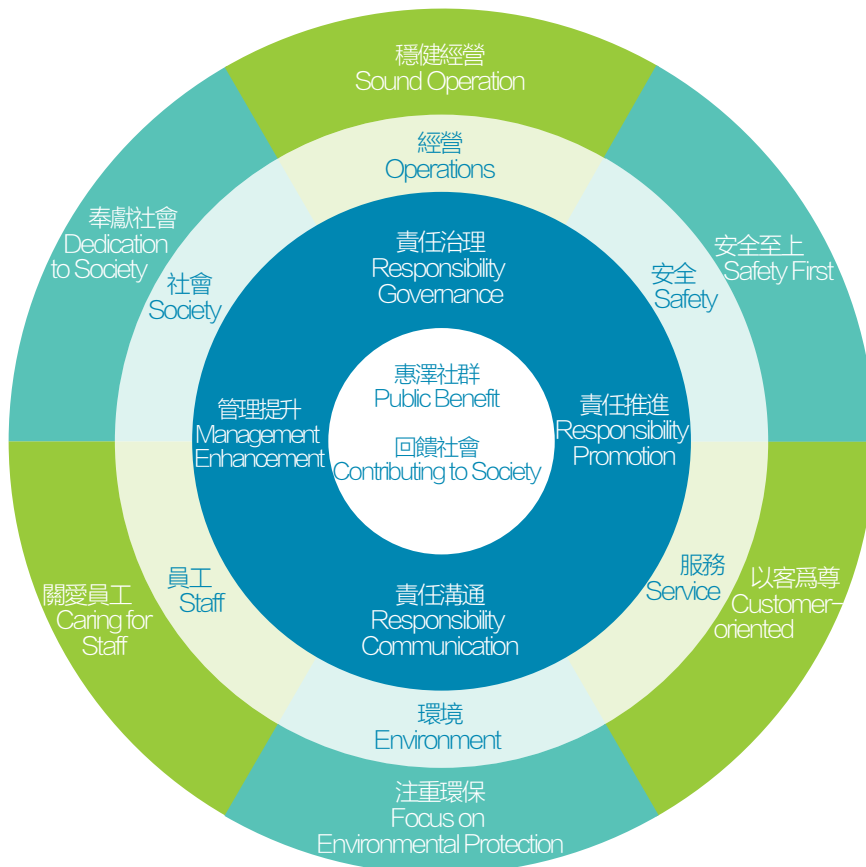 穩健經營
Sound Operation
經營
Operations
奉獻社會
Dedication
to Society
社會
Society
責任治理
Responsibility
Governance
安全
Safety
安全至上
Safety First
惠澤社群
Public Benefit
回饋社會
Contributing to Society
管理提升
Management
Enhancement
責任推進
Responsibility
Promotion
關愛員工
Caring for
Staff
員工
Staff
責任溝通
Responsibility
Communication
服務
Service
以客爲尊
Customer-
oriented
環境
Environment
注重環保
Focus on
Environmental Protection